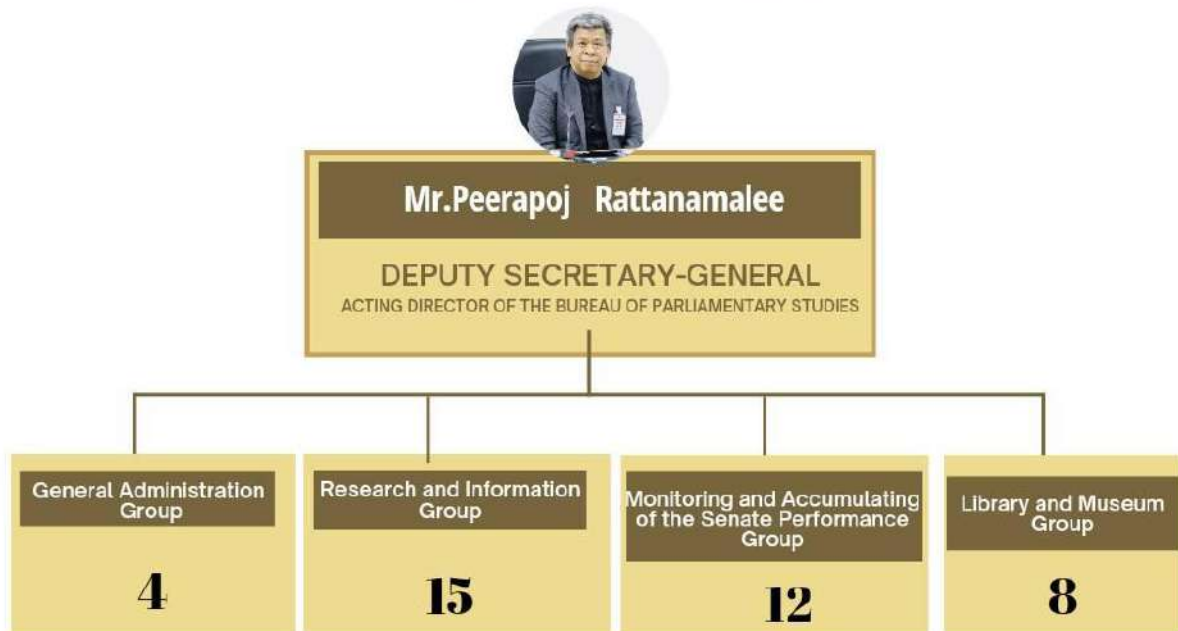 Mr.Peerapoj Rattanamalee
DEPUTY SECRETARY-GENERAL
ACTING DIRECTOR OF THE BUREAU OF PARLIAMENTARY STUDIES
General Administration
Group
4
Research and Information
Group
15
Monitoring and Accumulating
of the Senate Performance
Group
12
Library and Museum
Group
8